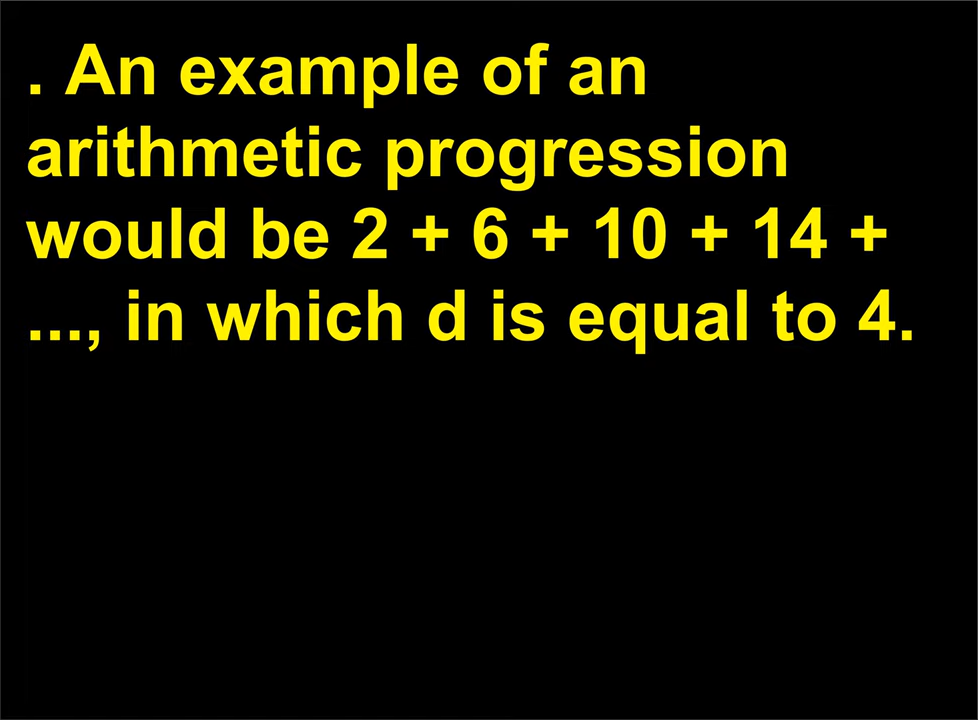 . An example of an
arithmetic progression
would be 2 + 6 + 10 + 14 +
..., in which d is equal to 4.